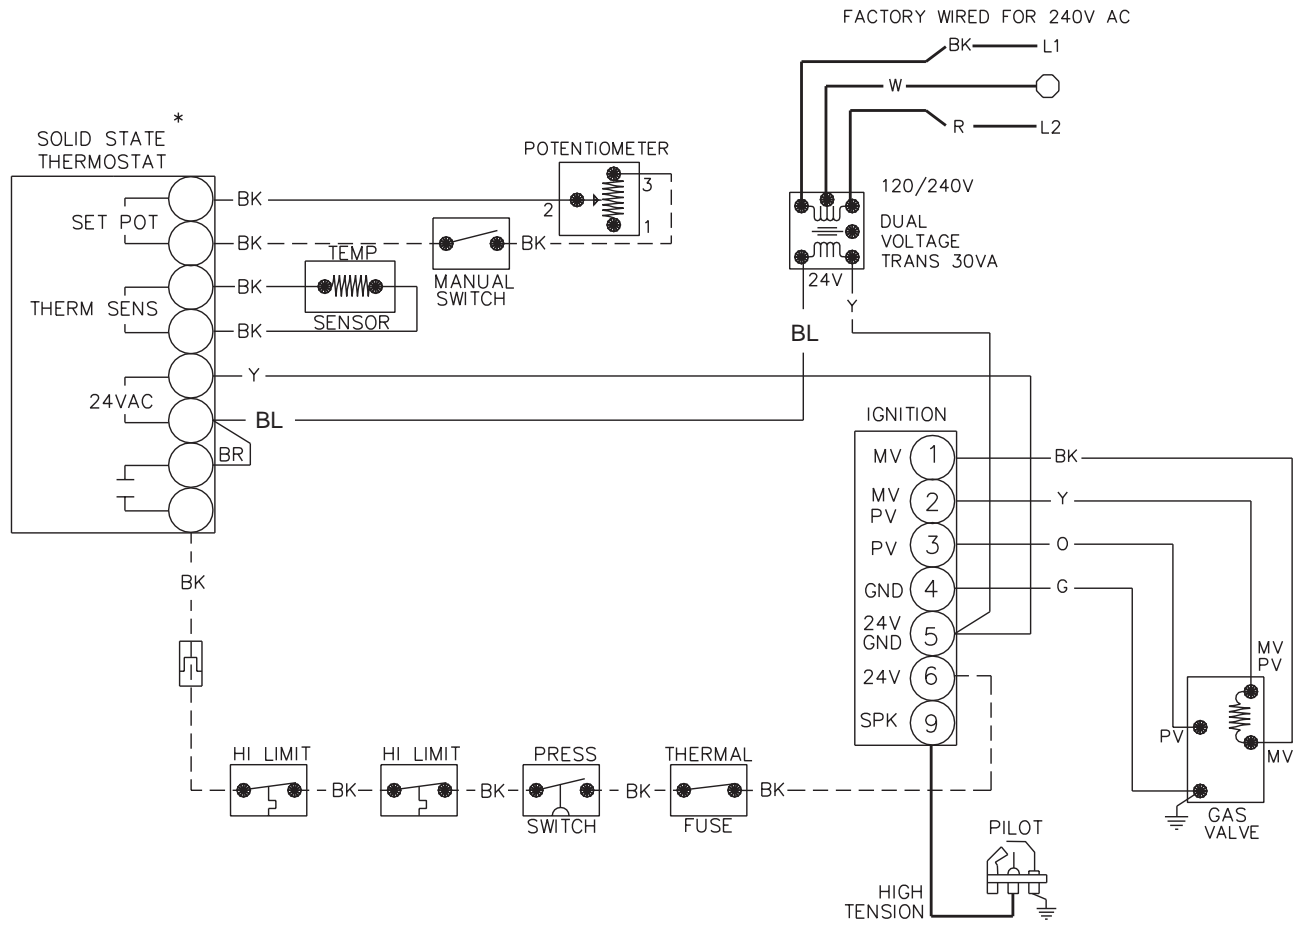 FACTORY WIRED FOR 240V AC
BK L1
W
R L2
*
SOLID STATE
THERMOSTAT
SET POT
THERM SENS
24VAC
BK
BK
BK
BK
Y
BL
BR
POTENTIOMETER
2
3
1
BK
MANUAL
SWITCH
TEMP
SENSOR
120/240V
DUAL
VOLTAGE
TRANS 30VA
24V
Y
BL
IGNITION
MV 1 BK
MV
PV 2 Y
PV 3 O
GND 4 G
24V
GND 5
24V 6
SPK 9
MV
PV
PV
MV
GAS
VALVE
BK
HI LIMIT
BK
HI LIMIT
BK
PRESS
SWITCH
BK
THERMAL
FUSE
BK
PILOT
HIGH
TENSION